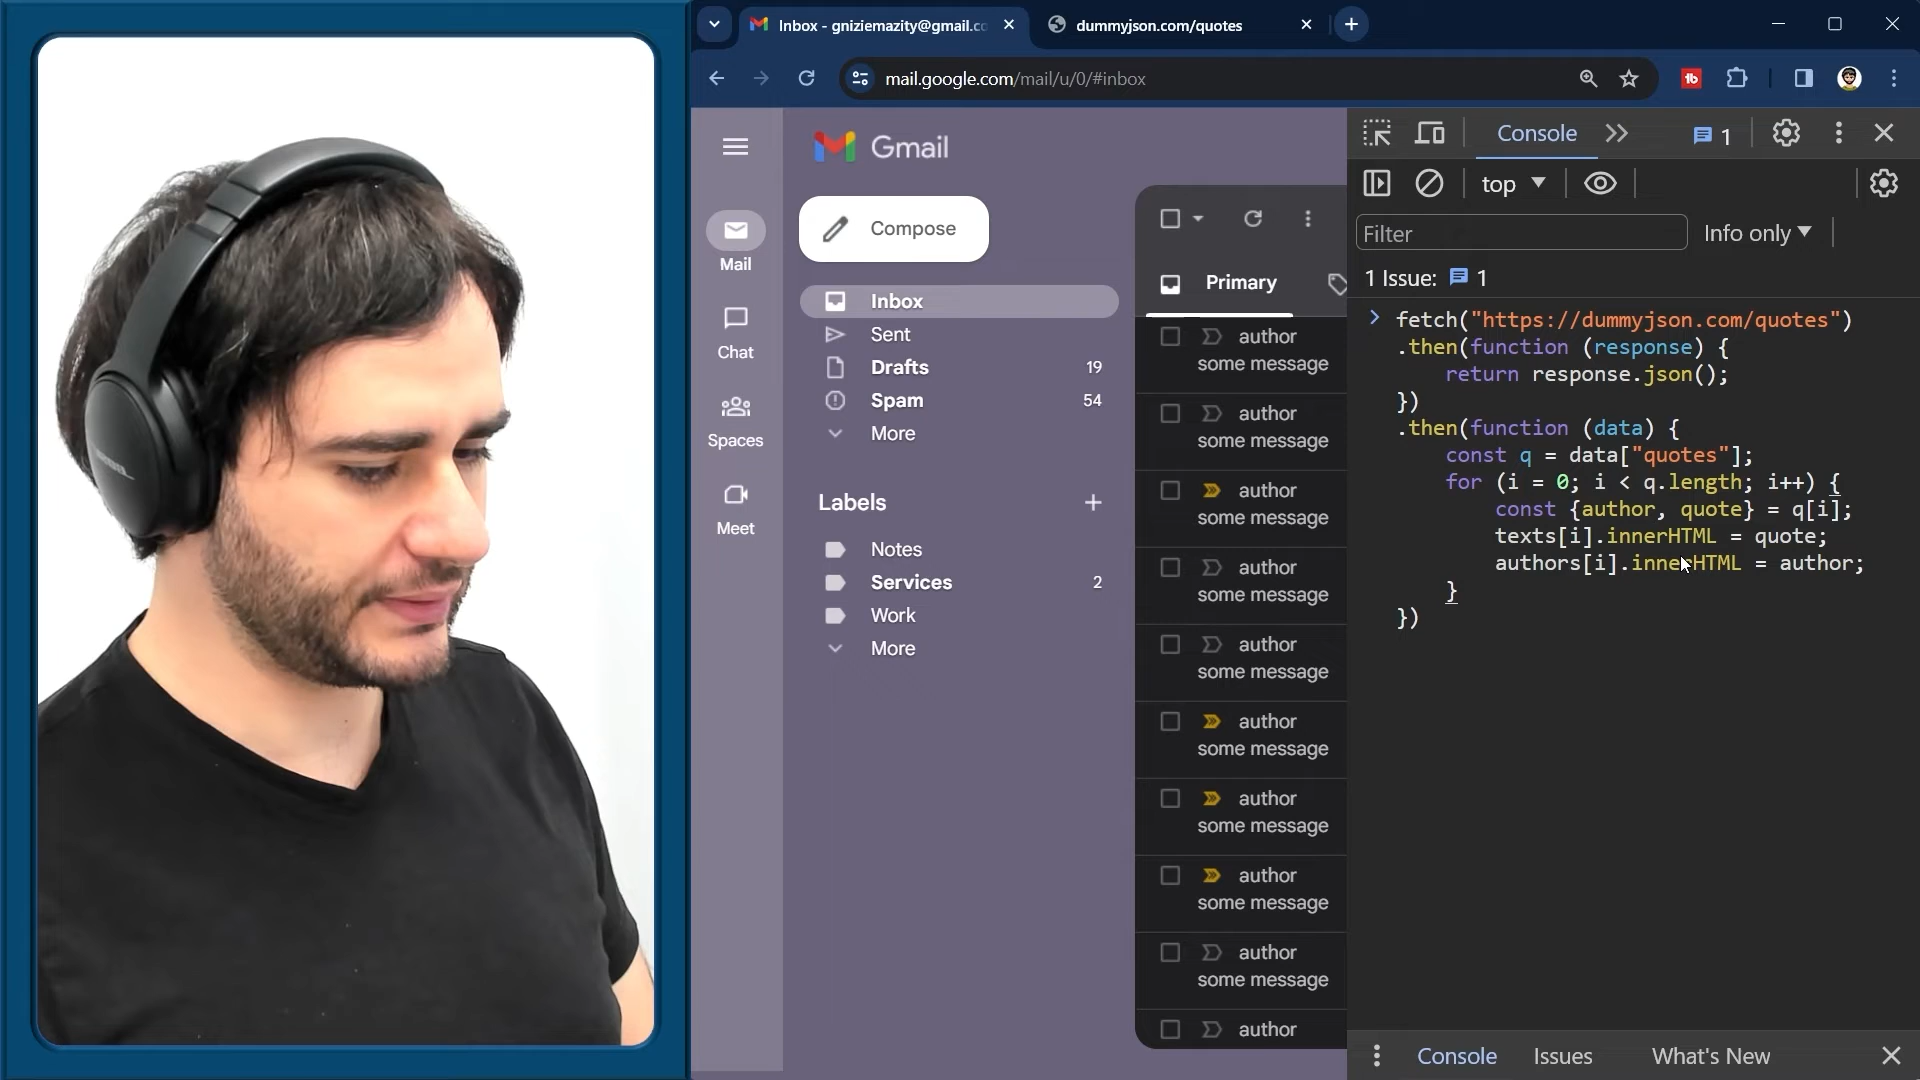 Inbox - gniziemazity@gmail.co
dummyjson.com/quotes
mail.google.com/mail/u/0/#inbox
Gmail
Compose
Mail
Chat
Spaces
Meet
Inbox
Sent
Drafts 19
Spam 54
More
Labels
Notes
Services 2
Work
More
Primary
author
some message
author
some message
author
some message
author
some message
author
some message
author
some message
author
some message
author
some message
author
some message
author
Console 1
top
Filter Info only
1 Issue: 1
fetch("https://dummyjson.com/quotes")
.then(function (response) {
return response.json();
})
.then(function (data) {
const q = data["quotes"];
for (i = 0; i < q.length; i++) {
const {author, quote} = q[i];
texts[i].innerHTML = quote;
authors[i].innerHTML = author;
}
})
Console Issues What's New